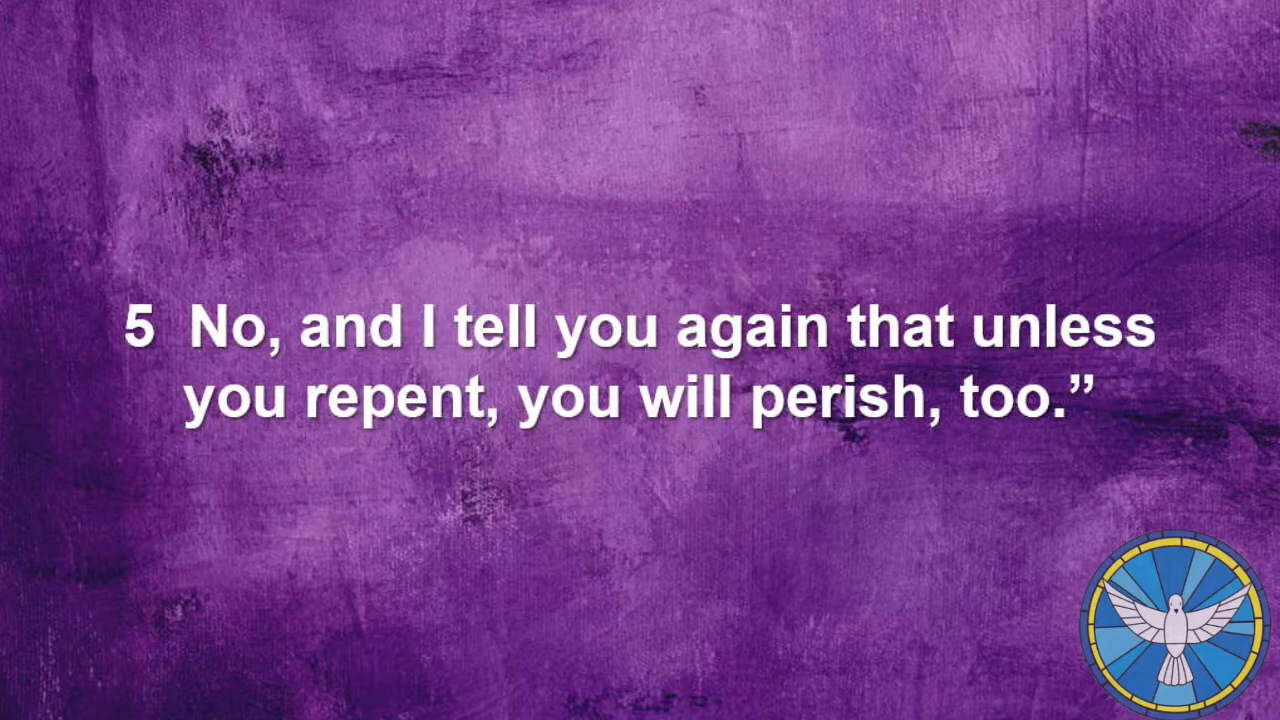 5  No, and I tell you again that unless
you repent, you will perish, too.”